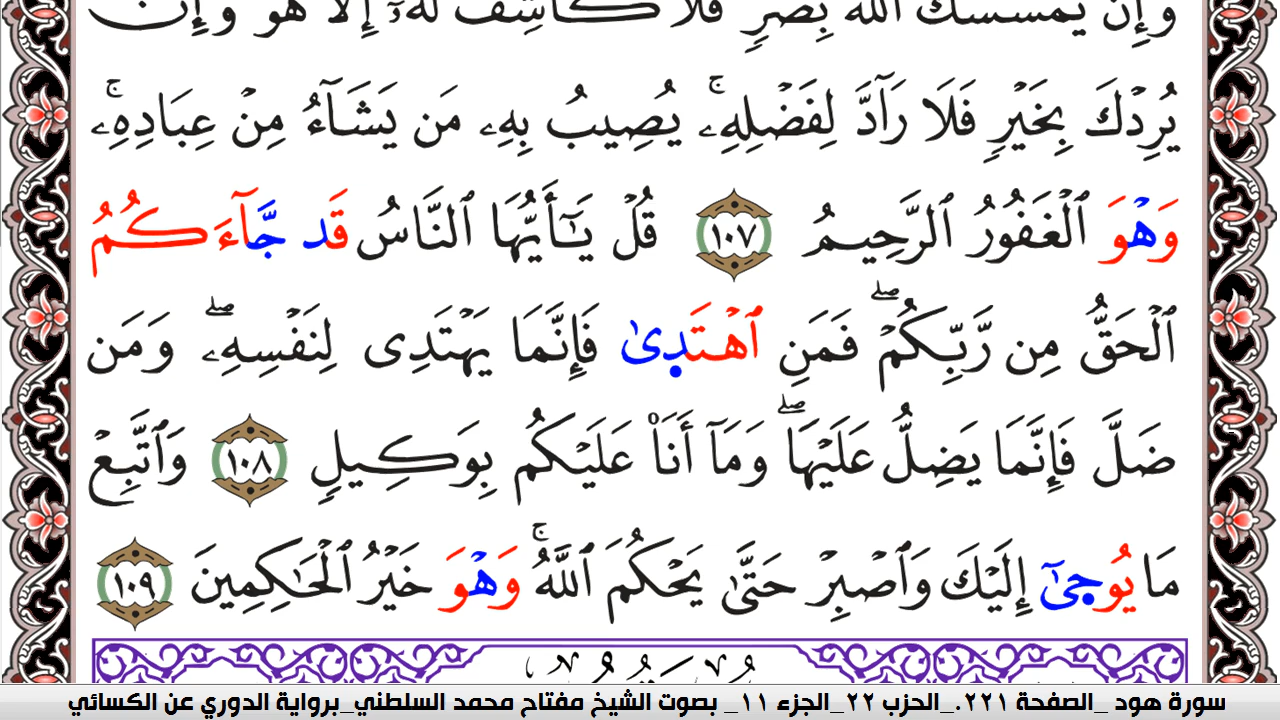 وَإِن يَمۡسَسۡكَ ٱللَّهُ بِضُرّٖ فَلَا كَاشِفَ لَهُۥٓ إِلَّا هُوَ وَإِن
يُرِدۡكَ بِخَيۡرٖ فَلَا رَآدَّ لِفَضۡلِهِۦۚ يُصِيبُ بِهِۦ مَن يَشَآءُ مِنۡ عِبَادِهِۦۚ
وَهۡوَ ٱلۡغَفُورُ ٱلرَّحِيمُ ١٠٧ قُلۡ يَٰٓأَيُّهَا ٱلنَّاسُ قَد جَّآءَكُمُ
ٱلۡحَقُّ مِن رَّبِّكُمۡۖ فَمَنِ ٱهۡتَدِىٰ فَإِنَّمَا يَهۡتَدِى لِنَفۡسِهِۦۖ وَمَن
ضَلَّ فَإِنَّمَا يَضِلُّ عَلَيۡهَاۖ وَمَآ أَنَا۠ عَلَيۡكُم بِوَكِيلٖ ١٠٨ وَٱتَّبِعۡ
مَا يُوحِىٰٓ إِلَيۡكَ وَٱصۡبِرۡ حَتَّىٰ يَحۡكُمَ ٱللَّهُۚ وَهۡوَ خَيۡرُ ٱلۡحَٰكِمِينَ ١٠٩
سورة هود _الصفحة ٢٢١._الحزب ٢٢_الجزء ١١_ بصوت الشيخ مفتاح محمد السلطني_برواية الدوري عن الكسائي